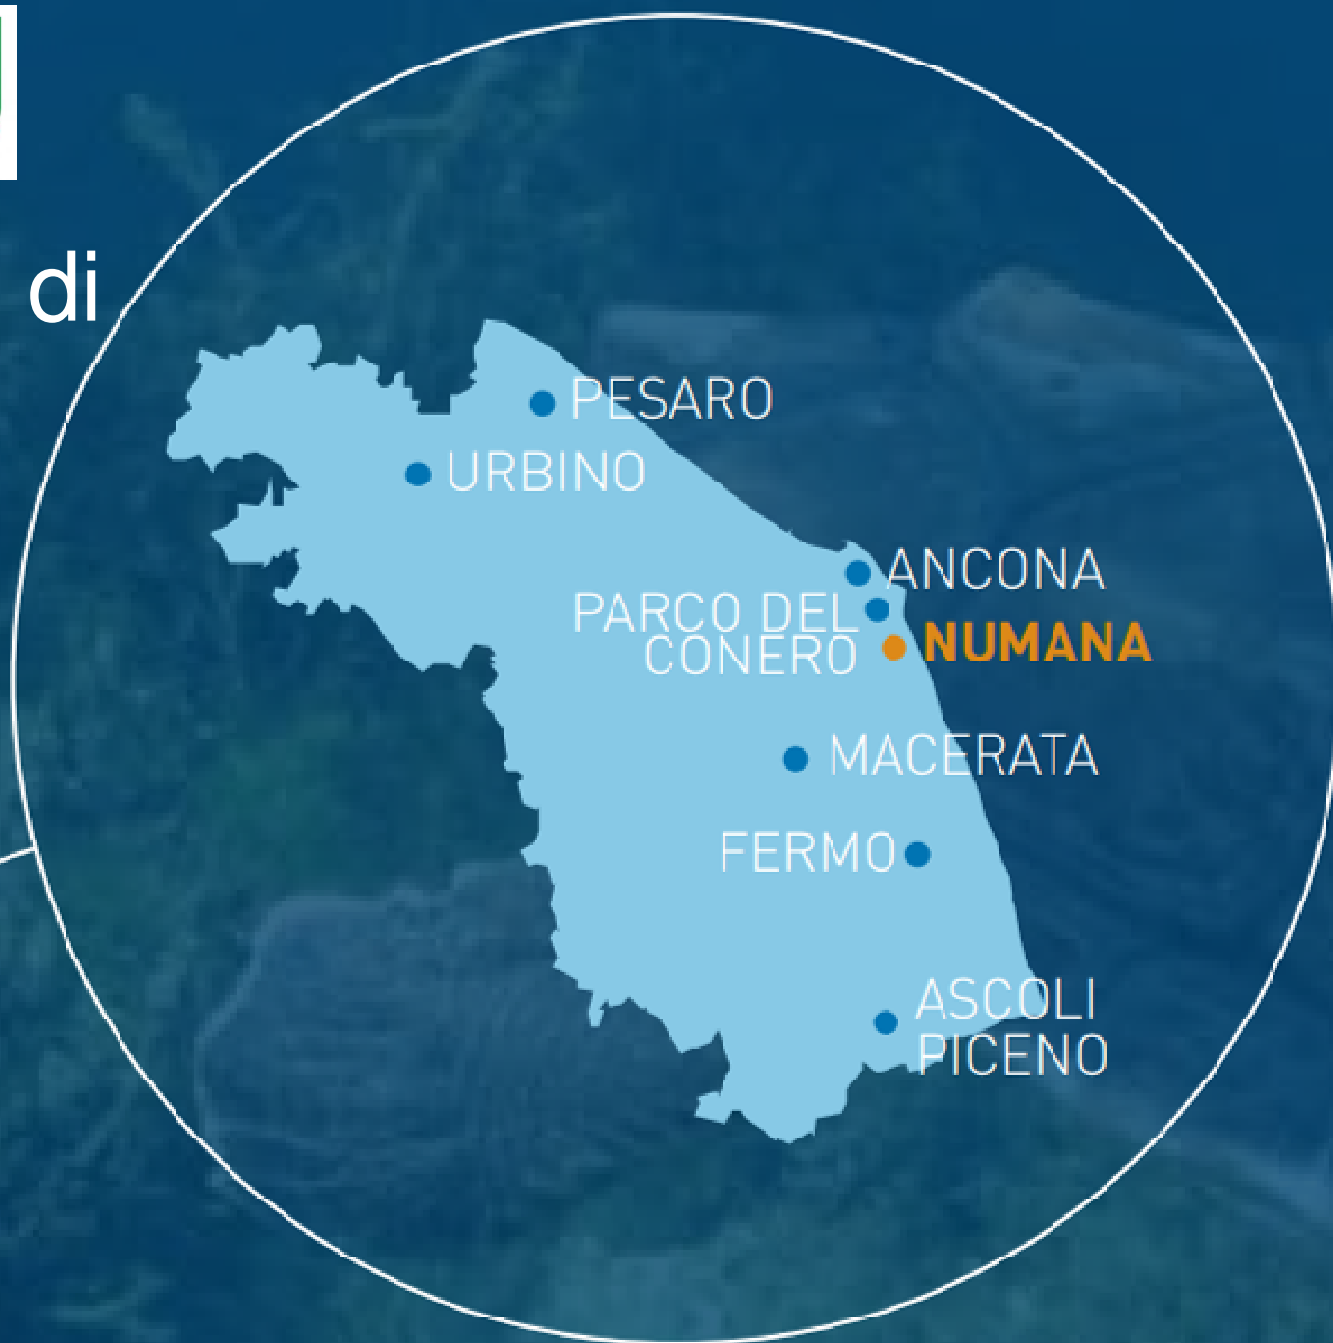 di
PESARO
URBINO
ANCONA
PARCO DEL
CONERO
NUMANA
MACERATA
FERMO
ASCOLI
PICENO